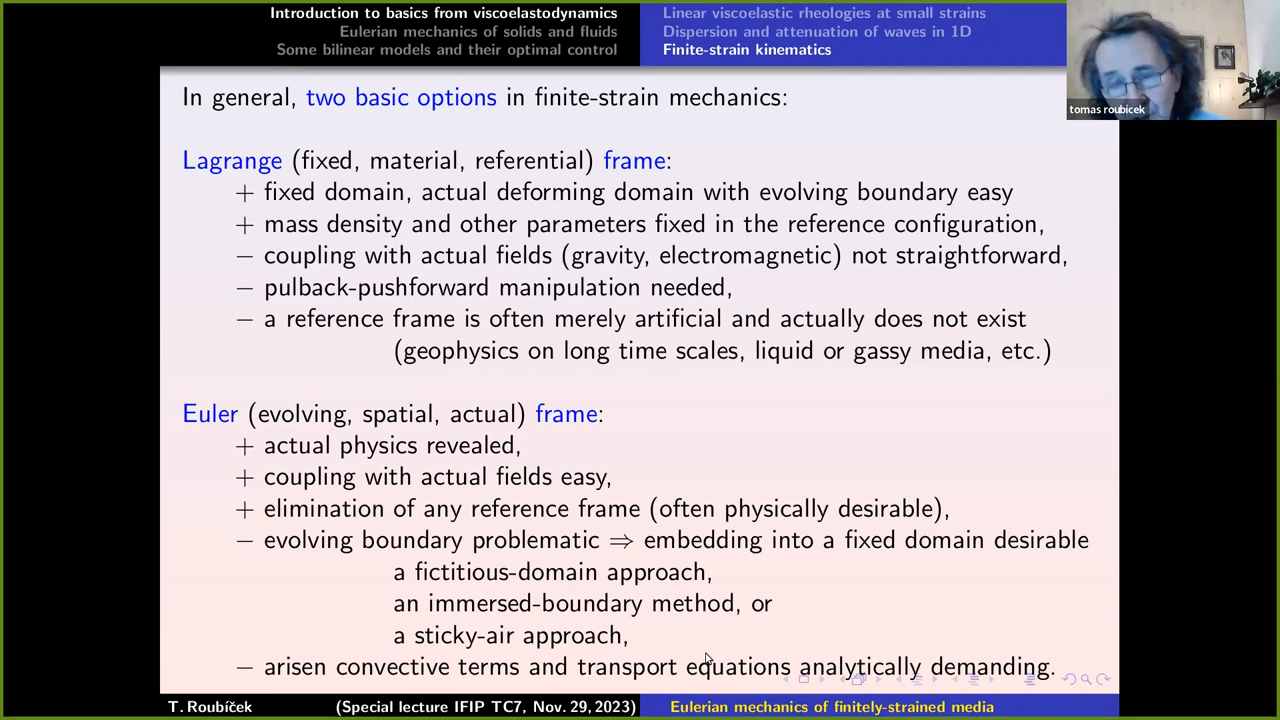 Introduction to basics from viscoelastodynamics
Eulerian mechanics of solids and fluids
Some bilinear models and their optimal control
Linear viscoelastic rheologies at small strains
Dispersion and attenuation of waves in 1D
Finite-strain kinematics
tomas roubicek
In general, two basic options in finite-strain mechanics:
Lagrange (fixed, material, referential) frame:
+ fixed domain, actual deforming domain with evolving boundary easy
+ mass density and other parameters fixed in the reference configuration,
− coupling with actual fields (gravity, electromagnetic) not straightforward,
− pulback-pushforward manipulation needed,
− a reference frame is often merely artificial and actually does not exist
(geophysics on long time scales, liquid or gassy media, etc.)
Euler (evolving, spatial, actual) frame:
+ actual physics revealed,
+ coupling with actual fields easy,
+ elimination of any reference frame (often physically desirable),
− evolving boundary problematic ⇒ embedding into a fixed domain desirable
a fictitious-domain approach,
an immersed-boundary method, or
a sticky-air approach,
− arisen convective terms and transport equations analytically demanding.
T. Roubíček (Special lecture IFIP TC7, Nov. 29, 2023) Eulerian mechanics of finitely-strained media